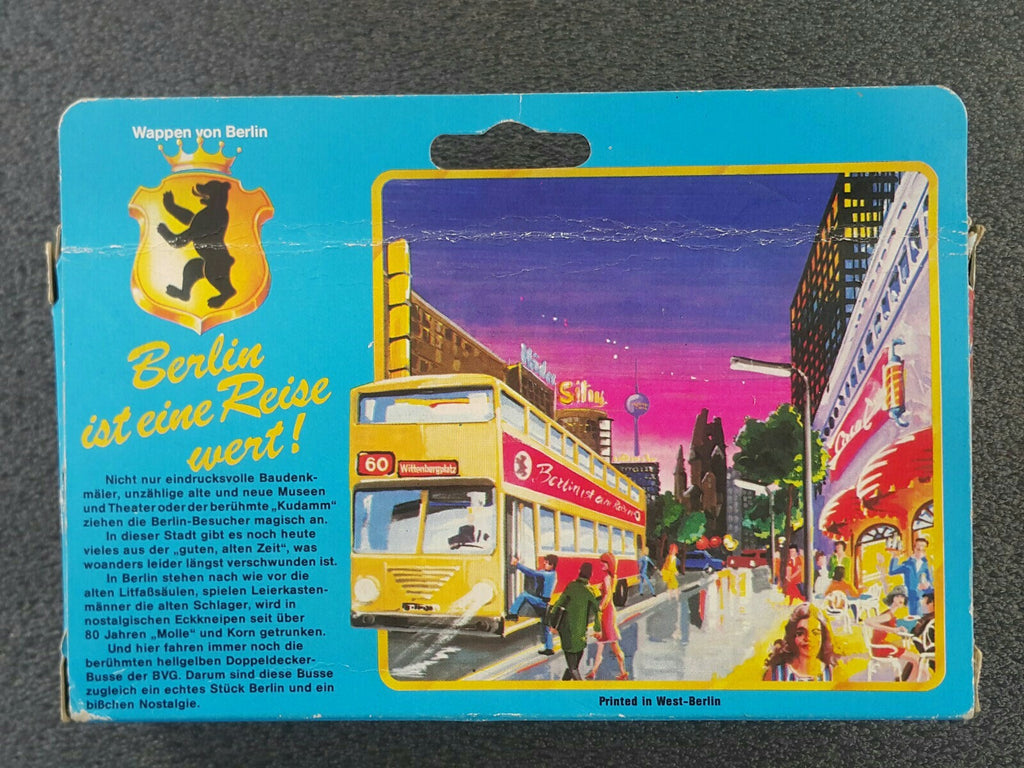 Wappen von Berlin
Berlin
ist eine Reise
wert!
Nicht nur eindrucksvolle Baudenk-
mäler, unzählige alte und neue Museen
und Theater oder der berühmte „Kudamm“
ziehen die Berlin-Besucher magisch an.
In dieser Stadt gibt es noch heute
vieles aus der „guten, alten Zeit“, was
woanders leider längst verschwunden ist.
In Berlin stehen nach wie vor die
alten Litfaßsäulen, spielen Leierkasten-
männer die alten Schlager, wird in
nostalgischen Eckkneipen seit über
80 Jahren „Molle“ und Korn getrunken.
Und hier fahren immer noch die
berühmten hellgelben Doppeldecker-
Busse der BVG. Darum sind diese Busse
zugleich ein echtes Stück Berlin und ein
bißchen Nostalgie.
60 Wittenbergplatz
Berlin ist eine
Printed in West-Berlin